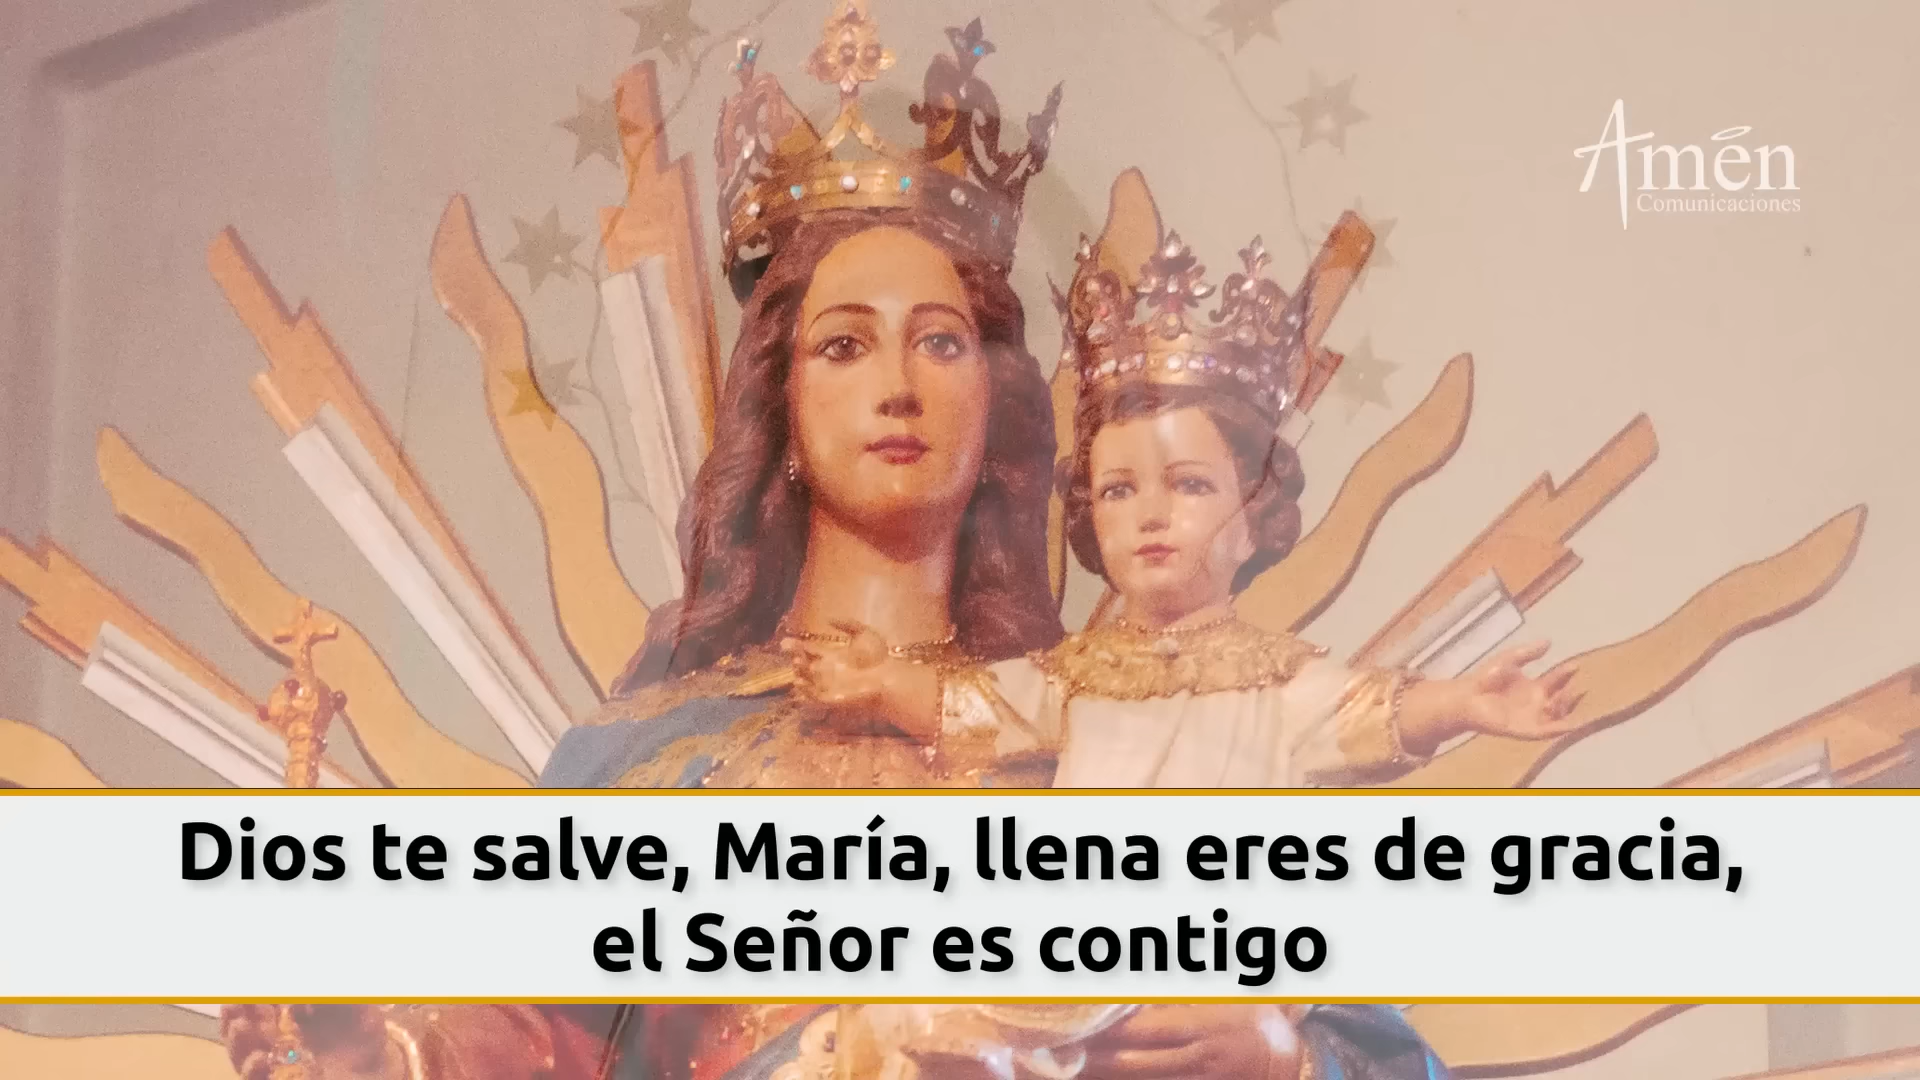 Amén
Comunicaciones
Dios te salve, María, llena eres de gracia,
el Señor es contigo